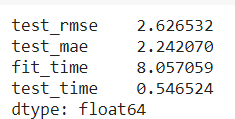 test_rmse 2.626532
test_mae 2.242070
fit_time 8.057059
test_time 0.546524
dtype: float64